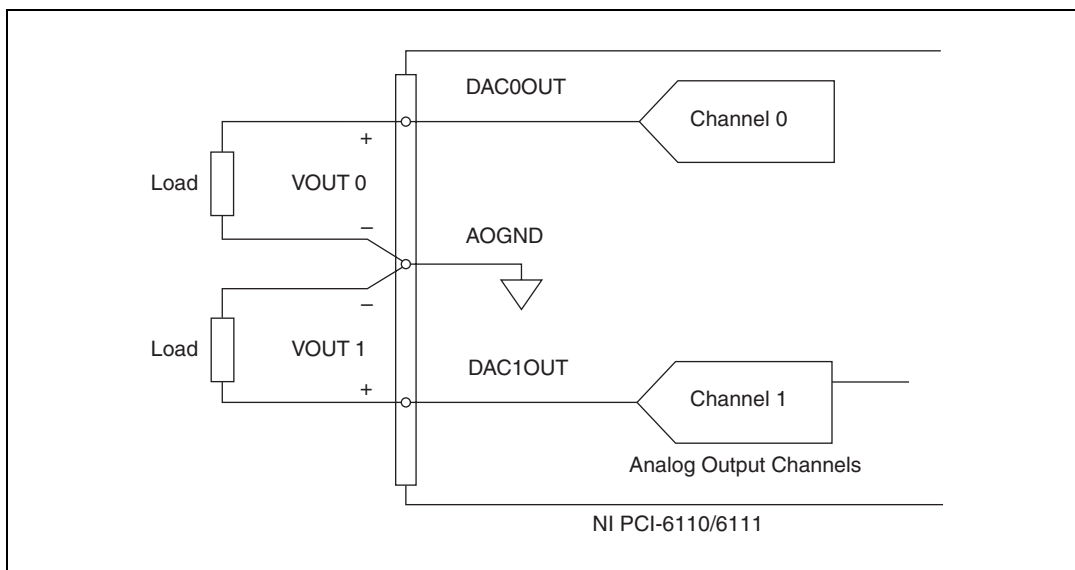 DAC0OUT
Channel 0
+
Load
VOUT 0
–
AOGND
–
Load
VOUT 1
DAC1OUT
+
Channel 1
Analog Output Channels
NI PCI-6110/6111